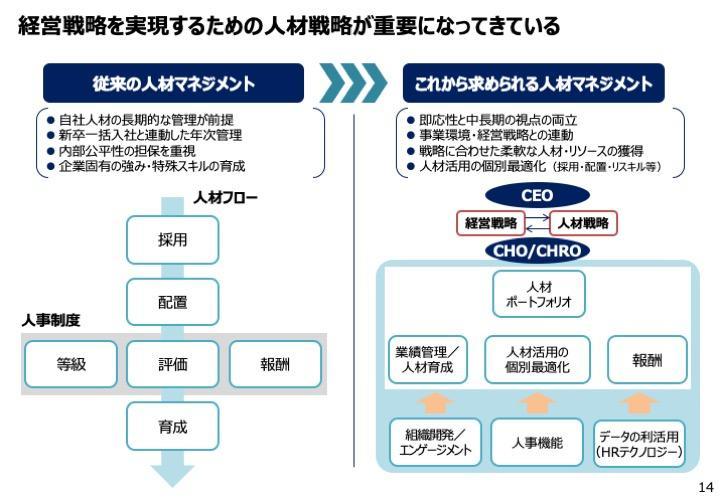 経営戦略を実現するための人材戦略が重要になってきている
従来の人材マネジメント
● 自社人材の長期的な管理が前提
● 新卒一括入社と連動した年次管理
● 内部公平性の担保を重視
● 企業固有の強み・特殊スキルの育成
人材フロー
採用
配置
人事制度
等級
評価
報酬
育成
これから求められる人材マネジメント
● 即応性と中長期の視点の両立
● 事業環境・経営戦略との連動
● 戦略に合わせた柔軟な人材・リソースの獲得
● 人材活用の個別最適化（採用・配置・リスキル等）
CEO
経営戦略
人材戦略
CHO/CHRO
人材
ポートフォリオ
業績管理／
人材育成
人材活用の
個別最適化
報酬
組織開発／
エンゲージメント
人事機能
データの利活用
（HRテクノロジー）
14